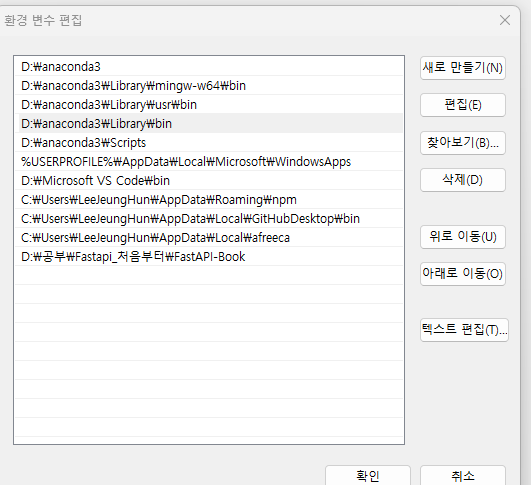 환경 변수 편집
D:₩anaconda3
D:₩anaconda3₩Library₩mingw-w64₩bin
D:₩anaconda3₩Library₩usr₩bin
D:₩anaconda3₩Library₩bin
D:₩anaconda3₩Scripts
%USERPROFILE%₩AppData₩Local₩Microsoft₩WindowsApps
D:₩Microsoft VS Code₩bin
C:₩Users₩LeeJeungHun₩AppData₩Roaming₩npm
C:₩Users₩LeeJeungHun₩AppData₩Local₩GitHubDesktop₩bin
C:₩Users₩LeeJeungHun₩AppData₩Local₩afreeca
D:₩공부₩Fastapi_처음부터₩FastAPI-Book
새로 만들기(N)
편집(E)
찾아보기(B)...
삭제(D)
위로 이동(U)
아래로 이동(O)
텍스트 편집(T)...
확인
취소